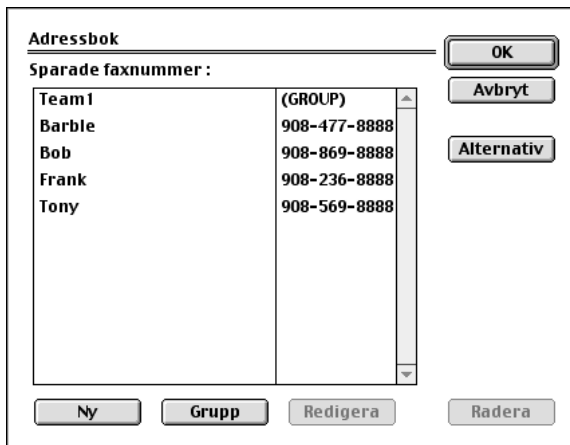 Adressbok
OK
Sparade faxnummer :
Avbryt
Team1 (GROUP)
Barble 908-477-8888
Bob 908-869-8888
Alternativ
Frank 908-236-8888
Tony 908-569-8888
Ny Grupp Redigera Radera